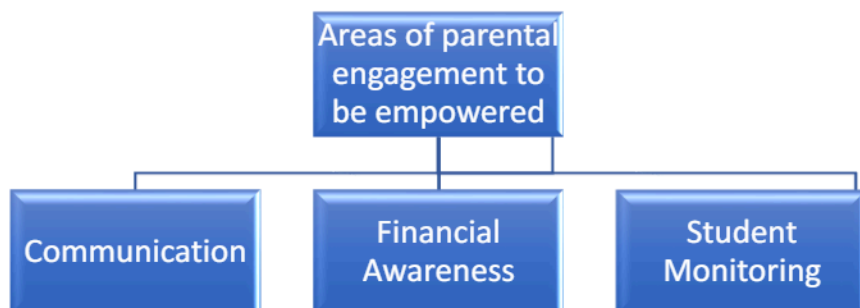 Areas of parental
engagement to
be empowered
Communication
Financial
Awareness
Student
Monitoring